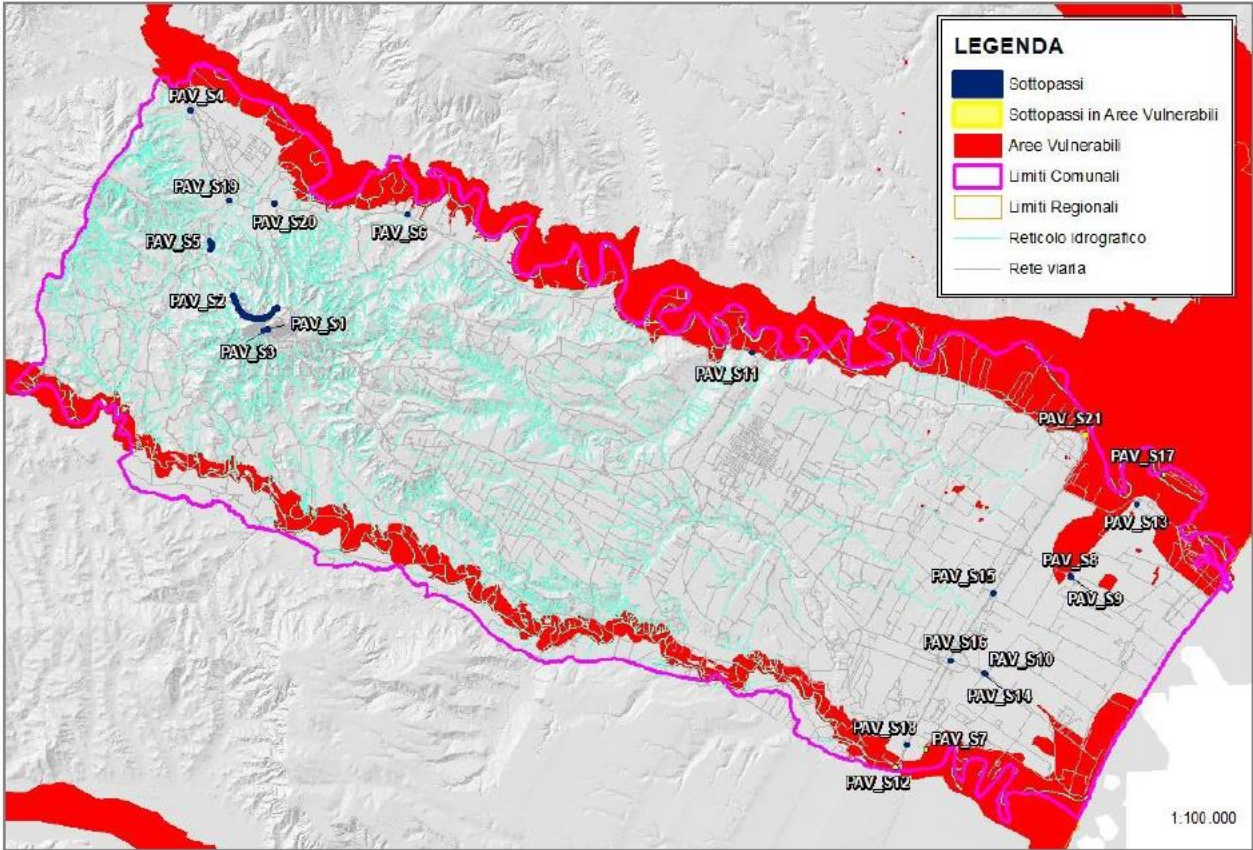 LEGENDA
Sottopassi
Sottopassi in Aree Vulnerabili
Aree Vulnerabili
Limiti Comunali
Limiti Regionali
Reticolo Idrografico
Rete viaria
PAV_S4
PAV_S19
PAV_S20
PAV_S6
PAV_S5
PAV_S2
PAV_S1
PAV_S3
PAV_S11
PAV_S21
PAV_S17
PAV_S13
PAV_S8
PAV_S15
PAV_S9
PAV_S16
PAV_S10
PAV_S14
PAV_S18
PAV_S7
PAV_S12
1:100.000